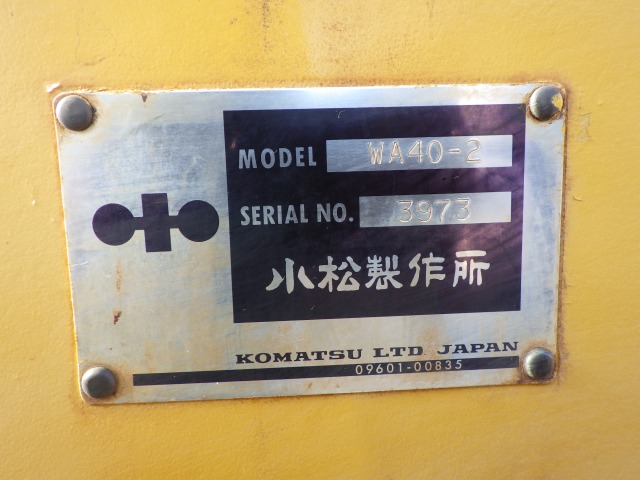 MODEL WA40-2
SERIAL NO. 3973
小松製作所
KOMATSU LTD JAPAN
09601-00835